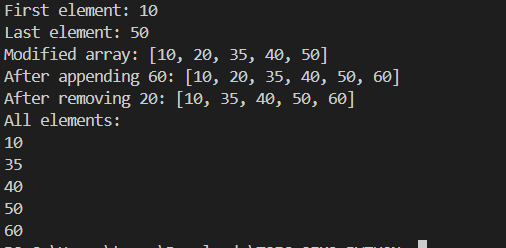 First element: 10
Last element: 50
Modified array: [10, 20, 35, 40, 50]
After appending 60: [10, 20, 35, 40, 50, 60]
After removing 20: [10, 35, 40, 50, 60]
All elements:
10
35
40
50
60